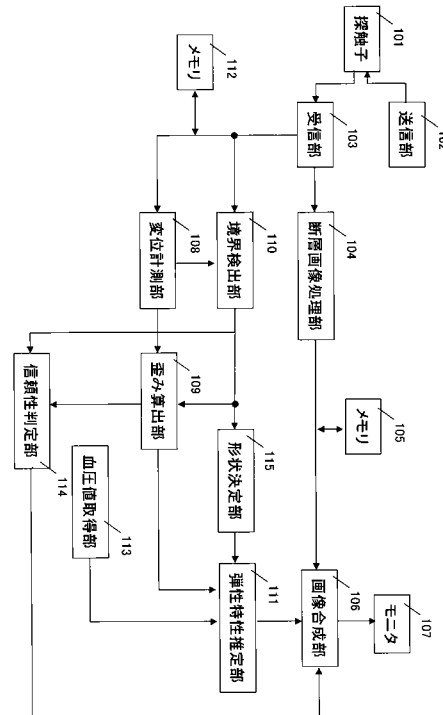 101
探触子
102
送信部
103
受信部
112
メモリ
104
断層画像処理部
110
境界検出部
108
変位計測部
105
メモリ
109
歪み算出部
115
形状決定部
信頼性判定部
114
血圧値取得部
113
弾性特性推定部
111
画像合成部
106
モニタ
107